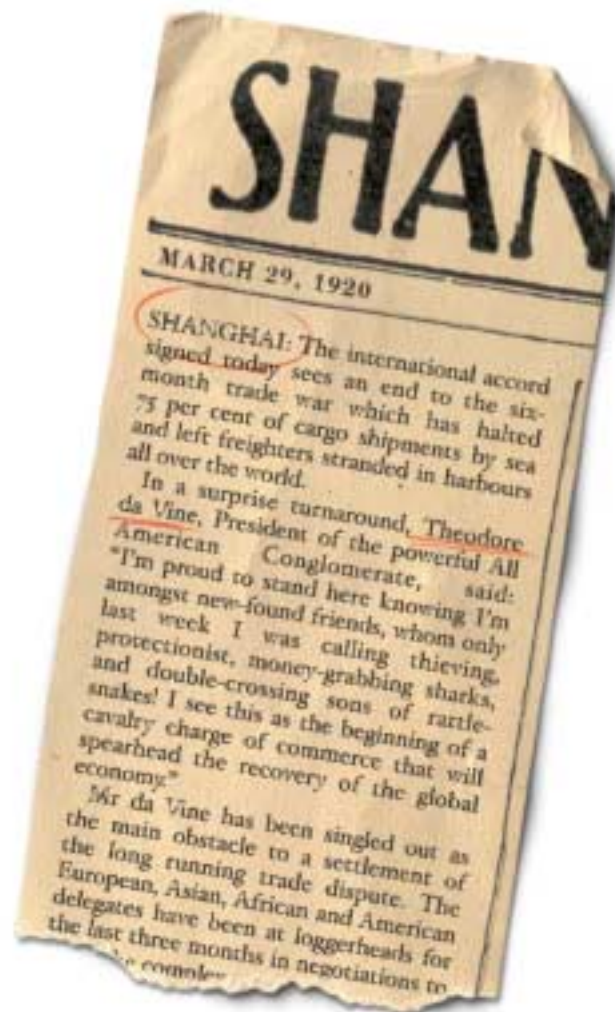 SHAN
MARCH 29, 1920
SHANGHAI: The international accord
signed today sees an end to the six-
month trade war which has halted
75 per cent of cargo shipments by sea
and left freighters stranded in harbours
all over the world.
In a surprise turnaround, Theodore
da Vine, President of the powerful All
American Conglomerate, said:
"I'm proud to stand here knowing I'm
amongst new-found friends, whom only
last week I was calling thieving,
protectionist, money-grabbing sharks,
and double-crossing sons of rattle-
snakes! I see this as the beginning of a
cavalry charge of commerce that will
spearhead the recovery of the global
economy."
Mr da Vine has been singled out as
the main obstacle to a settlement of
the long running trade dispute. The
European, Asian, African and American
delegates have been at loggerheads for
the last three months in negotiations to